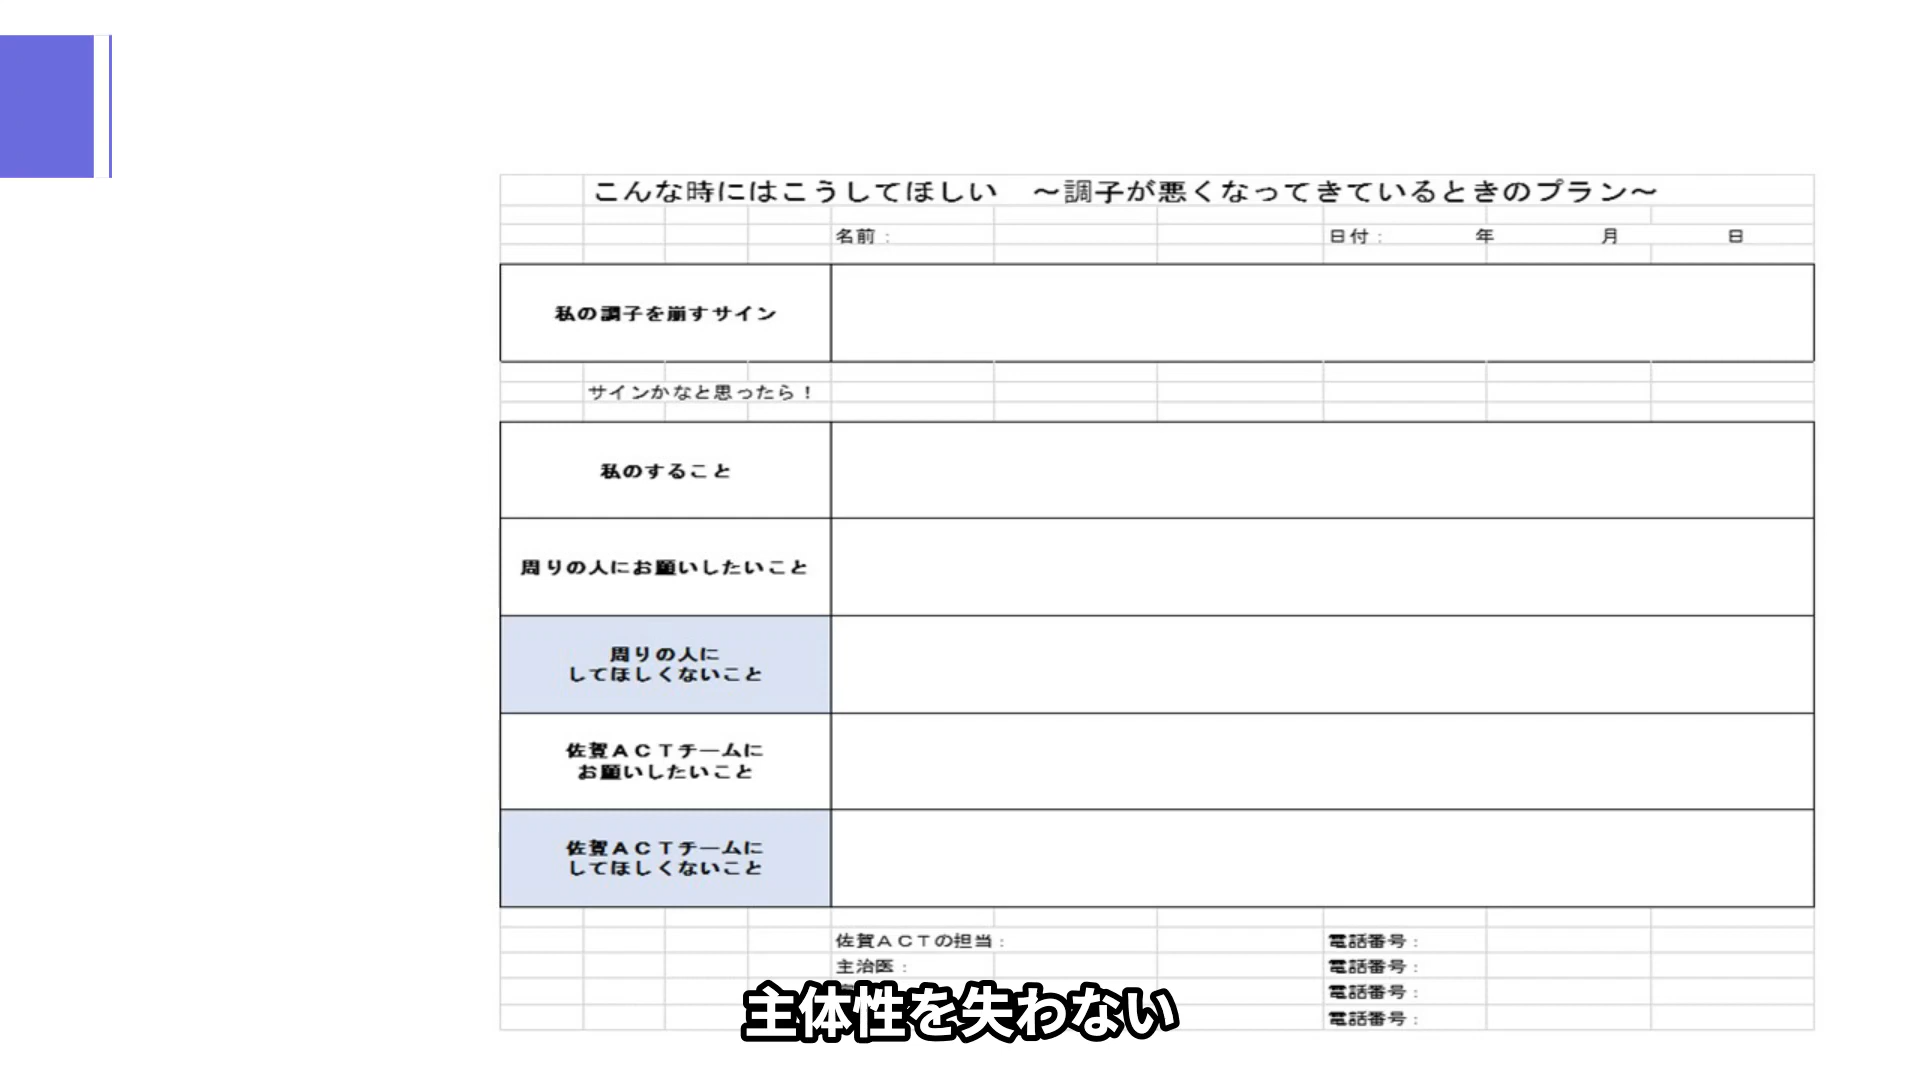 こんな時にはこうしてほしい　～調子が悪くなってきているときのプラン～
名前：　日付：　年　月　日
私の調子を崩すサイン
サインかなと思ったら！
私のすること
周りの人にお願いしたいこと
周りの人に
してほしくないこと
佐賀ＡＣＴチームに
お願いしたいこと
佐賀ＡＣＴチームに
してほしくないこと
佐賀ＡＣＴの担当：　電話番号：
主治医：　電話番号：
電話番号：
電話番号：
主体性を失わない